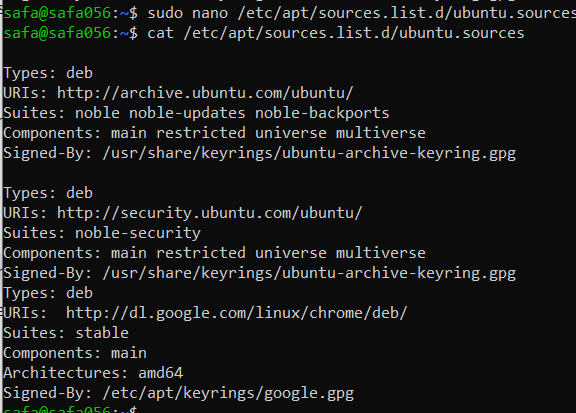 safa@safa056:~$ sudo nano /etc/apt/sources.list.d/ubuntu.sources
safa@safa056:~$ cat /etc/apt/sources.list.d/ubuntu.sources

Types: deb
URIs: http://archive.ubuntu.com/ubuntu/
Suites: noble noble-updates noble-backports
Components: main restricted universe multiverse
Signed-By: /usr/share/keyrings/ubuntu-archive-keyring.gpg

Types: deb
URIs: http://security.ubuntu.com/ubuntu/
Suites: noble-security
Components: main restricted universe multiverse
Signed-By: /usr/share/keyrings/ubuntu-archive-keyring.gpg
Types: deb
URIs:  http://dl.google.com/linux/chrome/deb/
Suites: stable
Components: main
Architectures: amd64
Signed-By: /etc/apt/keyrings/google.gpg
safa@safa056:~$